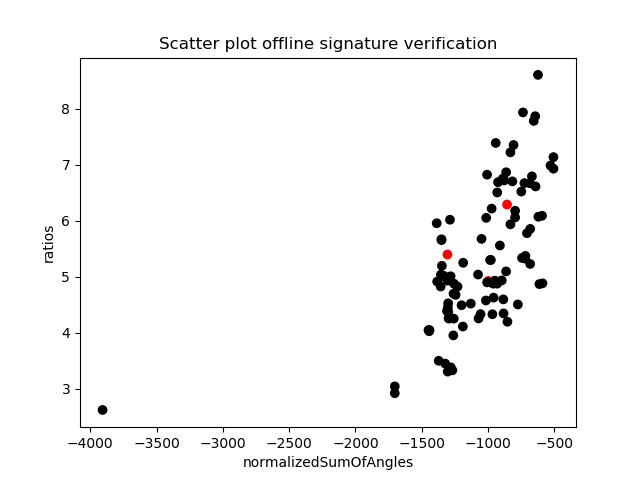 Scatter plot offline signature verification
ratios
8
7
6
5
4
3
−4000 −3500 −3000 −2500 −2000 −1500 −1000 −500
normalizedSumOfAngles